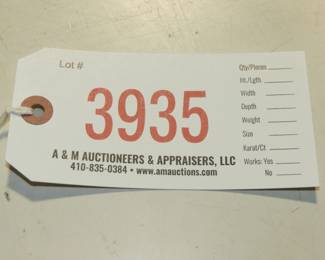 Lot #
3935
A & M AUCTIONEERS & APPRAISERS, LLC
410-835-0384 • www.amauctions.com
Qty/Pieces
Ht./Lgth
Width
Depth
Weight
Size
Karat/Ct
Works: Yes
No